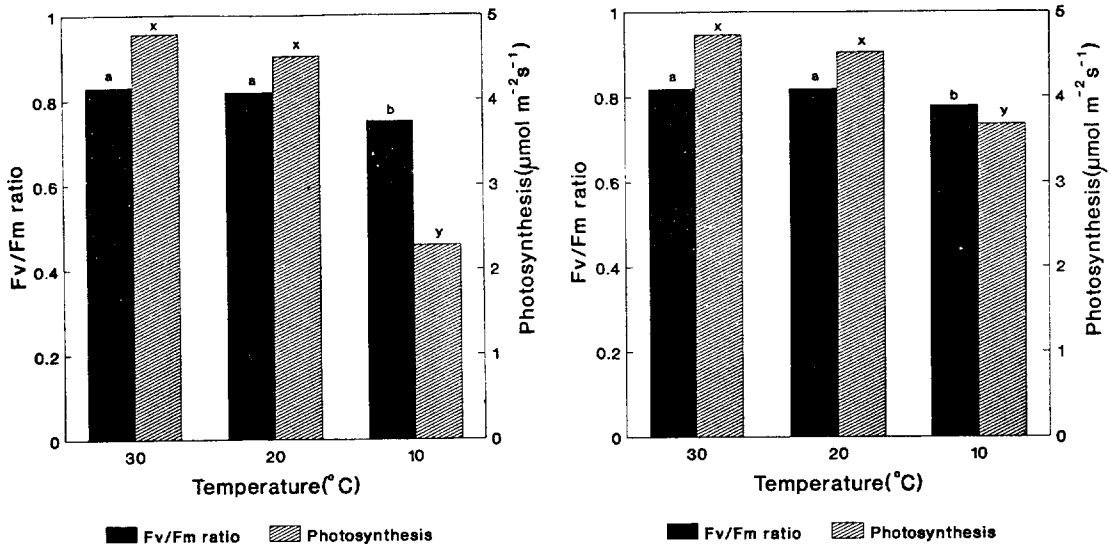 1
0.8
0.6
0.4
0.2
0
Fv/Fm ratio
5
4
3
2
1
0
Photosynthesis(μmol m⁻²s⁻¹)
a
x
a
x
b
y
30
20
10
Temperature(°C)
Fv/Fm ratio
Photosynthesis
1
0.8
0.6
0.4
0.2
0
Fv/Fm ratio
5
4
3
2
1
0
Photosynthesis(μmol m⁻²s⁻¹)
a
x
a
x
b
y
30
20
10
Temperature(°C)
Fv/Fm ratio
Photosynthesis